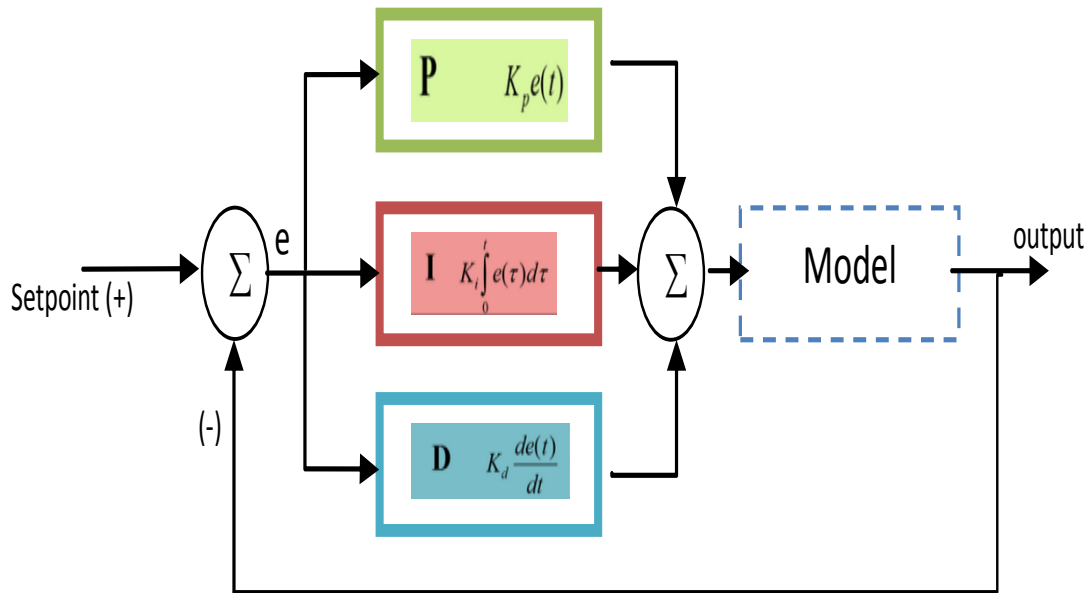 P K_p e(t)
Setpoint (+)
Σ
e
I K_i ∫_0^t e(τ)dτ
Σ
Model
output
(-)
D K_d de(t)/dt